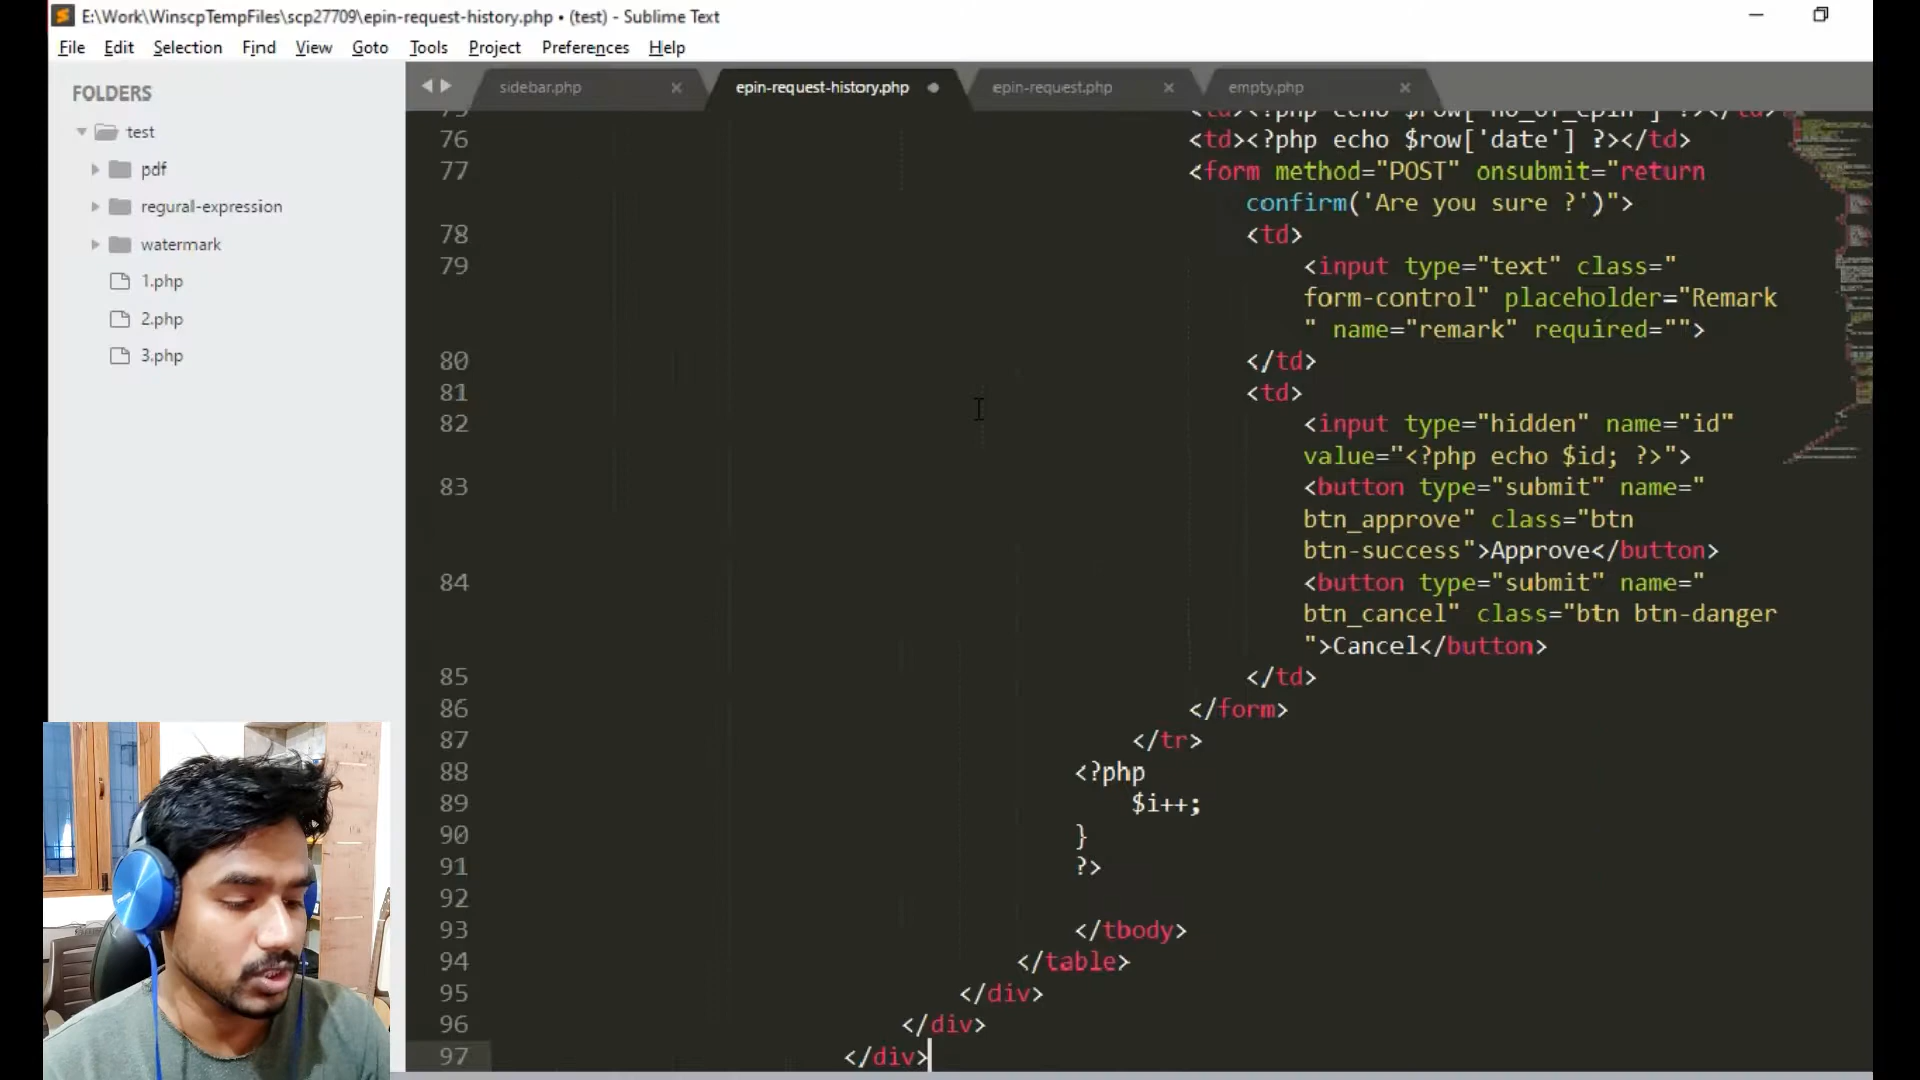 E:\Work\WinscpTempFiles\scp27709\epin-request-history.php • (test) - Sublime Text
File Edit Selection Find View Goto Tools Project Preferences Help
FOLDERS
test
pdf
regural-expression
watermark
1.php
2.php
3.php
sidebar.php × epin-request-history.php epin-request.php × empty.php ×
75 <td><?php echo $row['no_of_epin'] ?></td>
76 <td><?php echo $row['date'] ?></td>
77 <form method="POST" onsubmit="return
confirm('Are you sure ?')">
78 <td>
79 <input type="text" class="
form-control" placeholder="Remark
" name="remark" required="">
80 </td>
81 <td>
82 <input type="hidden" name="id"
value="<?php echo $id; ?>">
83 <button type="submit" name="
btn_approve" class="btn
btn-success">Approve</button>
84 <button type="submit" name="
btn_cancel" class="btn btn-danger
">Cancel</button>
85 </td>
86 </form>
87 </tr>
88 <?php
89 $i++;
90 }
91 ?>
92
93 </tbody>
94 </table>
95 </div>
96 </div>
97 </div>